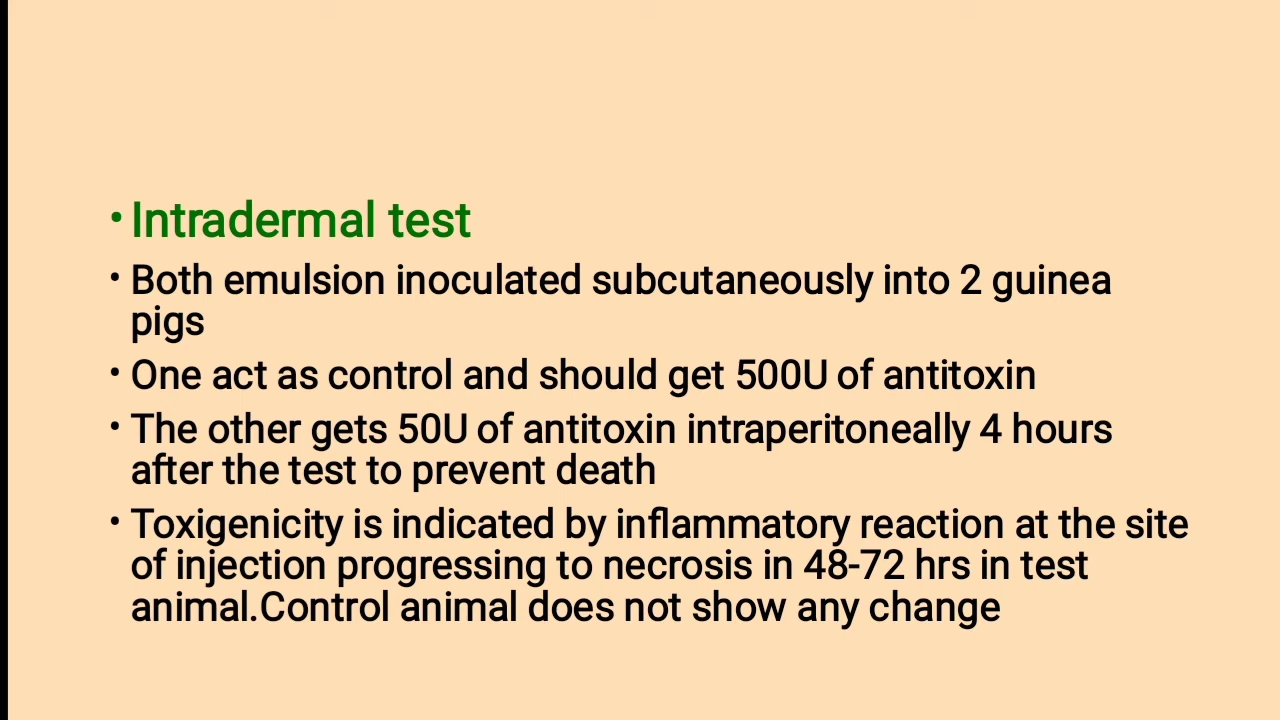 • Intradermal test
• Both emulsion inoculated subcutaneously into 2 guinea
pigs
• One act as control and should get 500U of antitoxin
• The other gets 50U of antitoxin intraperitoneally 4 hours
after the test to prevent death
• Toxigenicity is indicated by inflammatory reaction at the site
of injection progressing to necrosis in 48-72 hrs in test
animal.Control animal does not show any change